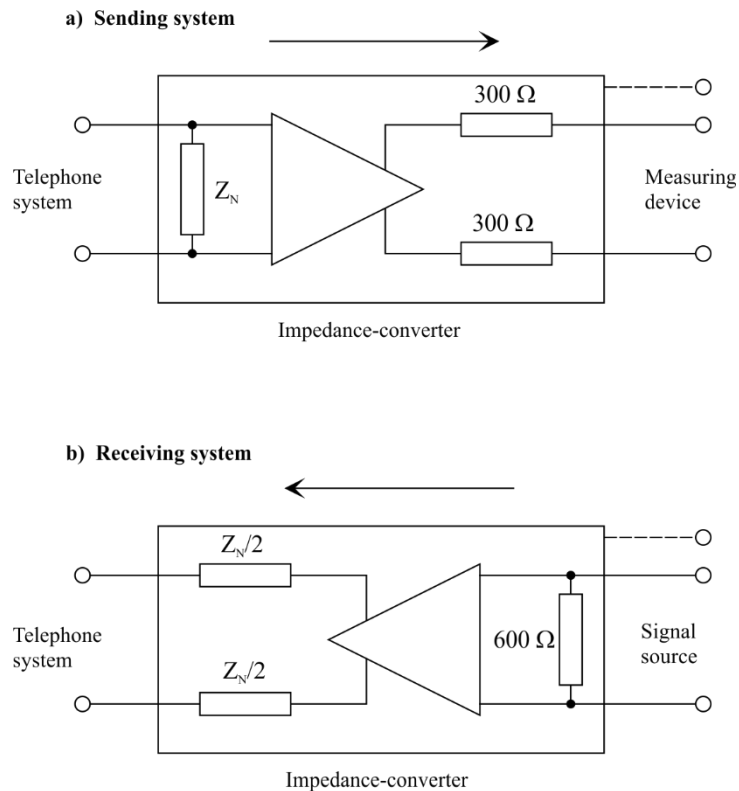 a) Sending system
300 Ω
Telephone
system
Z_N
Measuring
device
300 Ω
Impedance-converter
b) Receiving system
Z_N/2
Telephone
system
600 Ω
Signal
source
Z_N/2
Impedance-converter